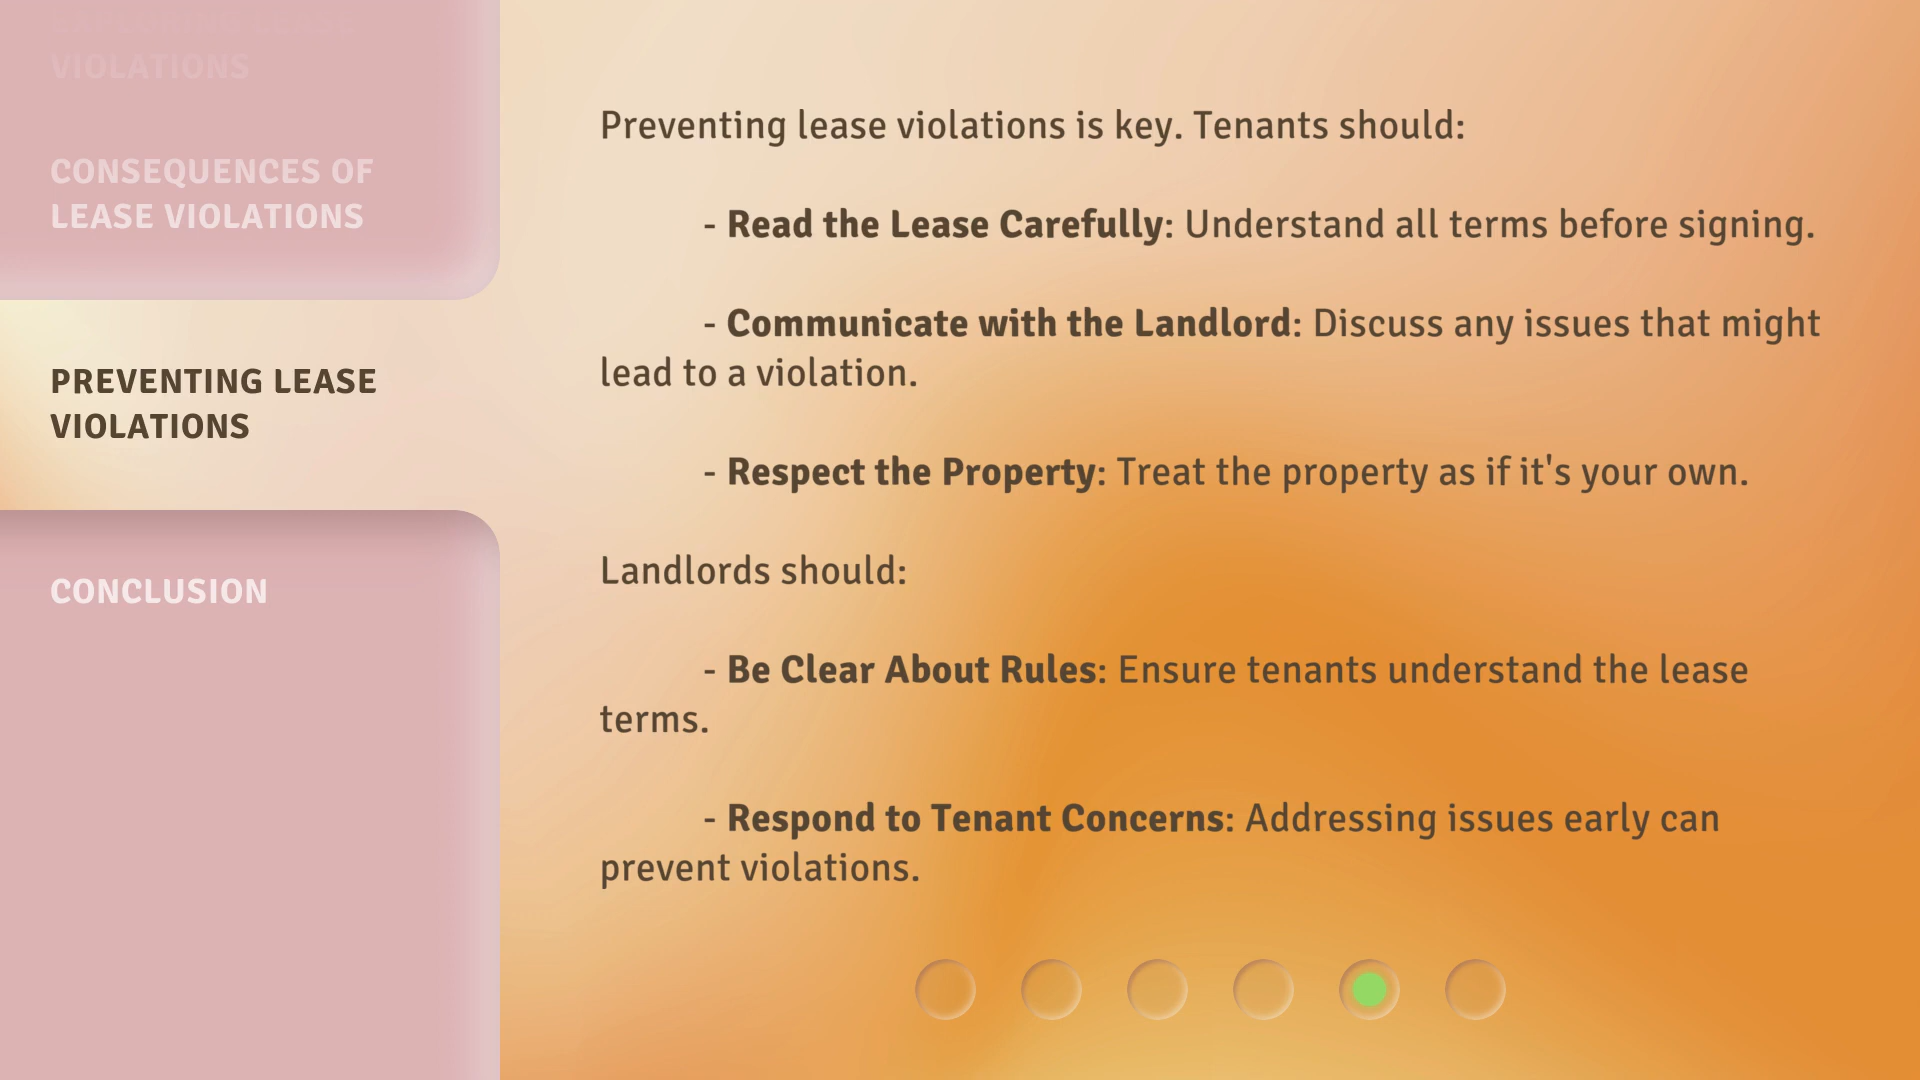 VIOLATIONS
CONSEQUENCES OF
LEASE VIOLATIONS
PREVENTING LEASE
VIOLATIONS
CONCLUSION
Preventing lease violations is key. Tenants should:
- Read the Lease Carefully: Understand all terms before signing.
- Communicate with the Landlord: Discuss any issues that might
lead to a violation.
- Respect the Property: Treat the property as if it's your own.
Landlords should:
- Be Clear About Rules: Ensure tenants understand the lease
terms.
- Respond to Tenant Concerns: Addressing issues early can
prevent violations.